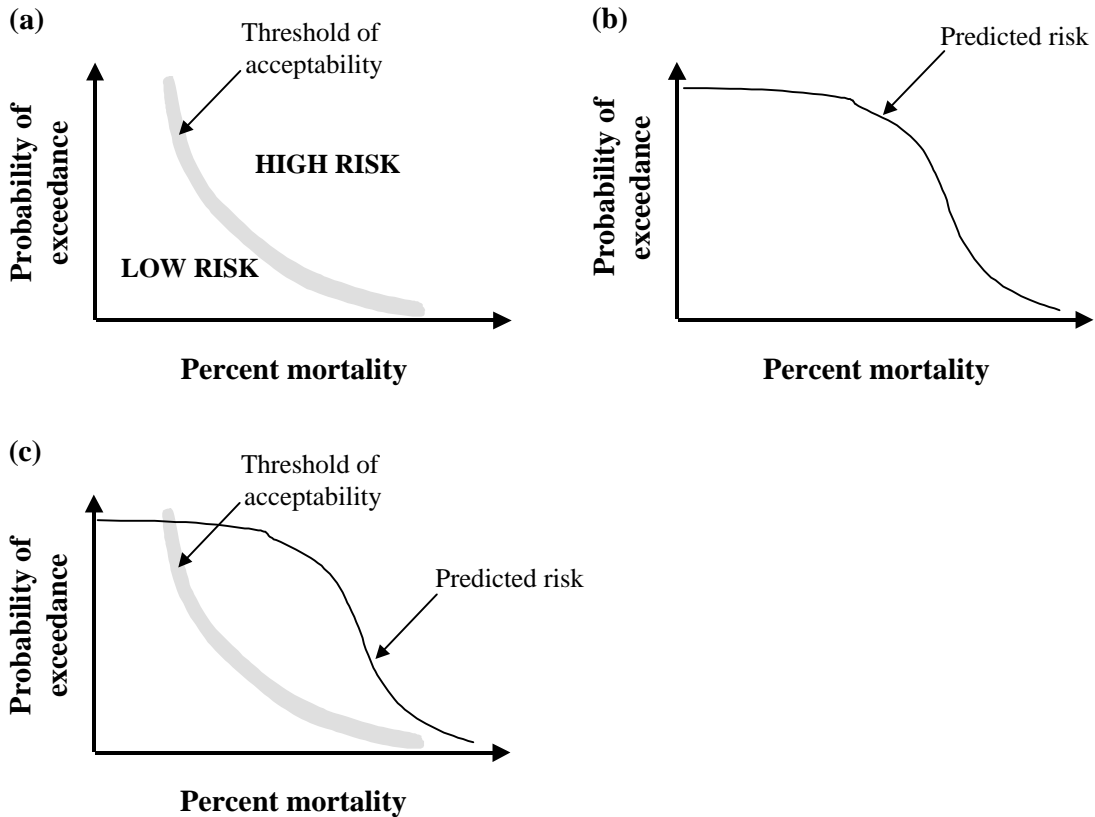 (a)
Threshold of
acceptability
Probability of
exceedance
HIGH RISK
LOW RISK
Percent mortality
(b)
Predicted risk
Probability of
exceedance
Percent mortality
(c)
Threshold of
acceptability
Probability of
exceedance
Predicted risk
Percent mortality